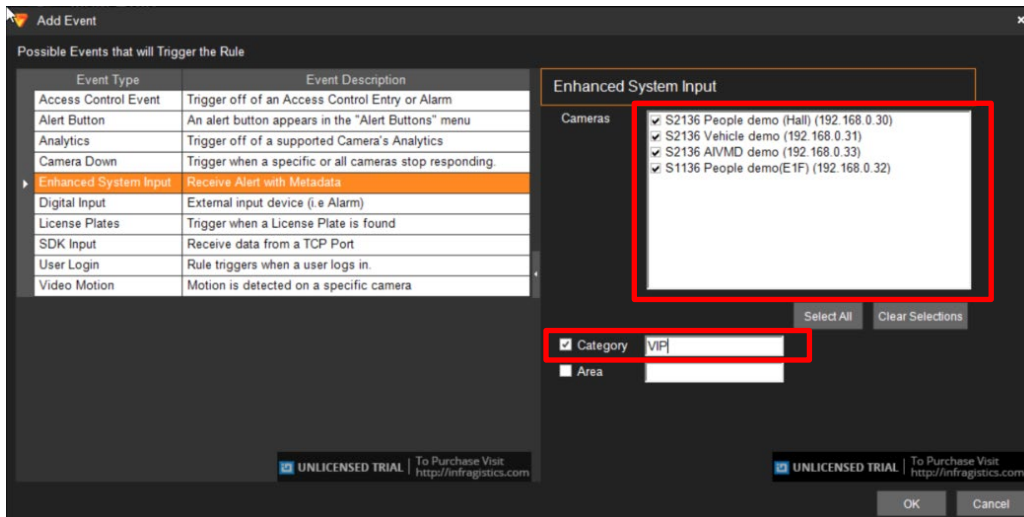 Add Event
Possible Events that will Trigger the Rule
Event Type Event Description
Access Control Event Trigger off of an Access Control Entry or Alarm
Alert Button An alert button appears in the "Alert Buttons" menu
Analytics Trigger off of a supported Camera's Analytics
Camera Down Trigger when a specific or all cameras stop responding.
Enhanced System Input Receive Alert with Metadata
Digital Input External input device (i.e Alarm)
License Plates Trigger when a License Plate is found
SDK Input Receive data from a TCP Port
User Login Rule triggers when a user logs in.
Video Motion Motion is detected on a specific camera
Enhanced System Input
Cameras
S2136 People demo (Hall) (192.168.0.30)
S2136 Vehicle demo (192.168.0.31)
S2136 AIVMD demo (192.168.0.33)
S1136 People demo(E1F) (192.168.0.32)
Select All Clear Selections
Category VIP
Area
UNLICENSED TRIAL To Purchase Visit
http://infragistics.com
UNLICENSED TRIAL To Purchase Visit
http://infragistics.com
OK Cancel